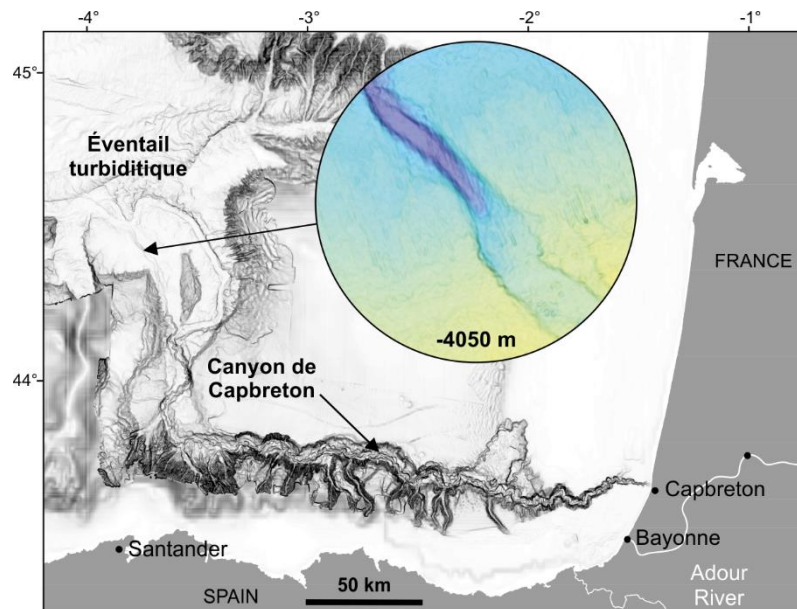 -4°
-3°
-2°
-1°
45°
Éventail
turbiditique
FRANCE
-4050 m
Canyon de
Capbreton
44°
Capbreton
Bayonne
Santander
Adour
River
SPAIN
50 km